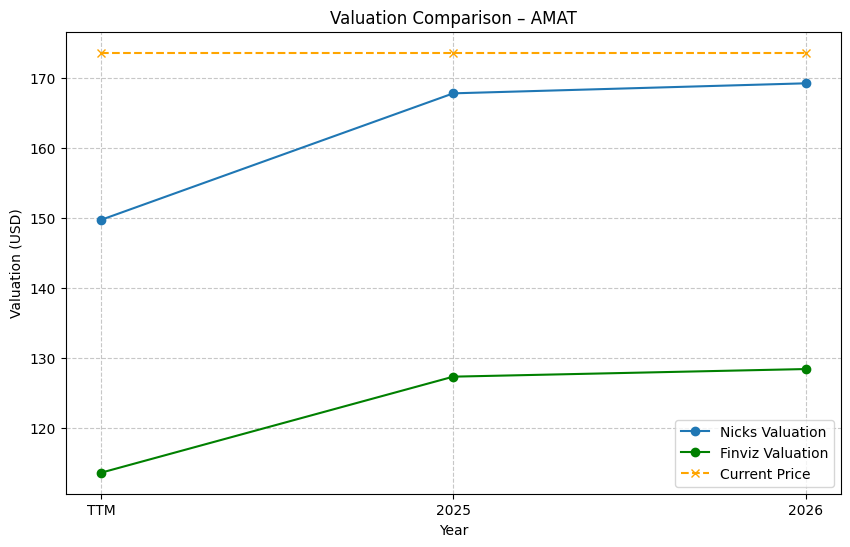 Valuation Comparison – AMAT
Valuation (USD)
170
160
150
140
130
120
TTM
2025
2026
Year
Nicks Valuation
Finviz Valuation
Current Price